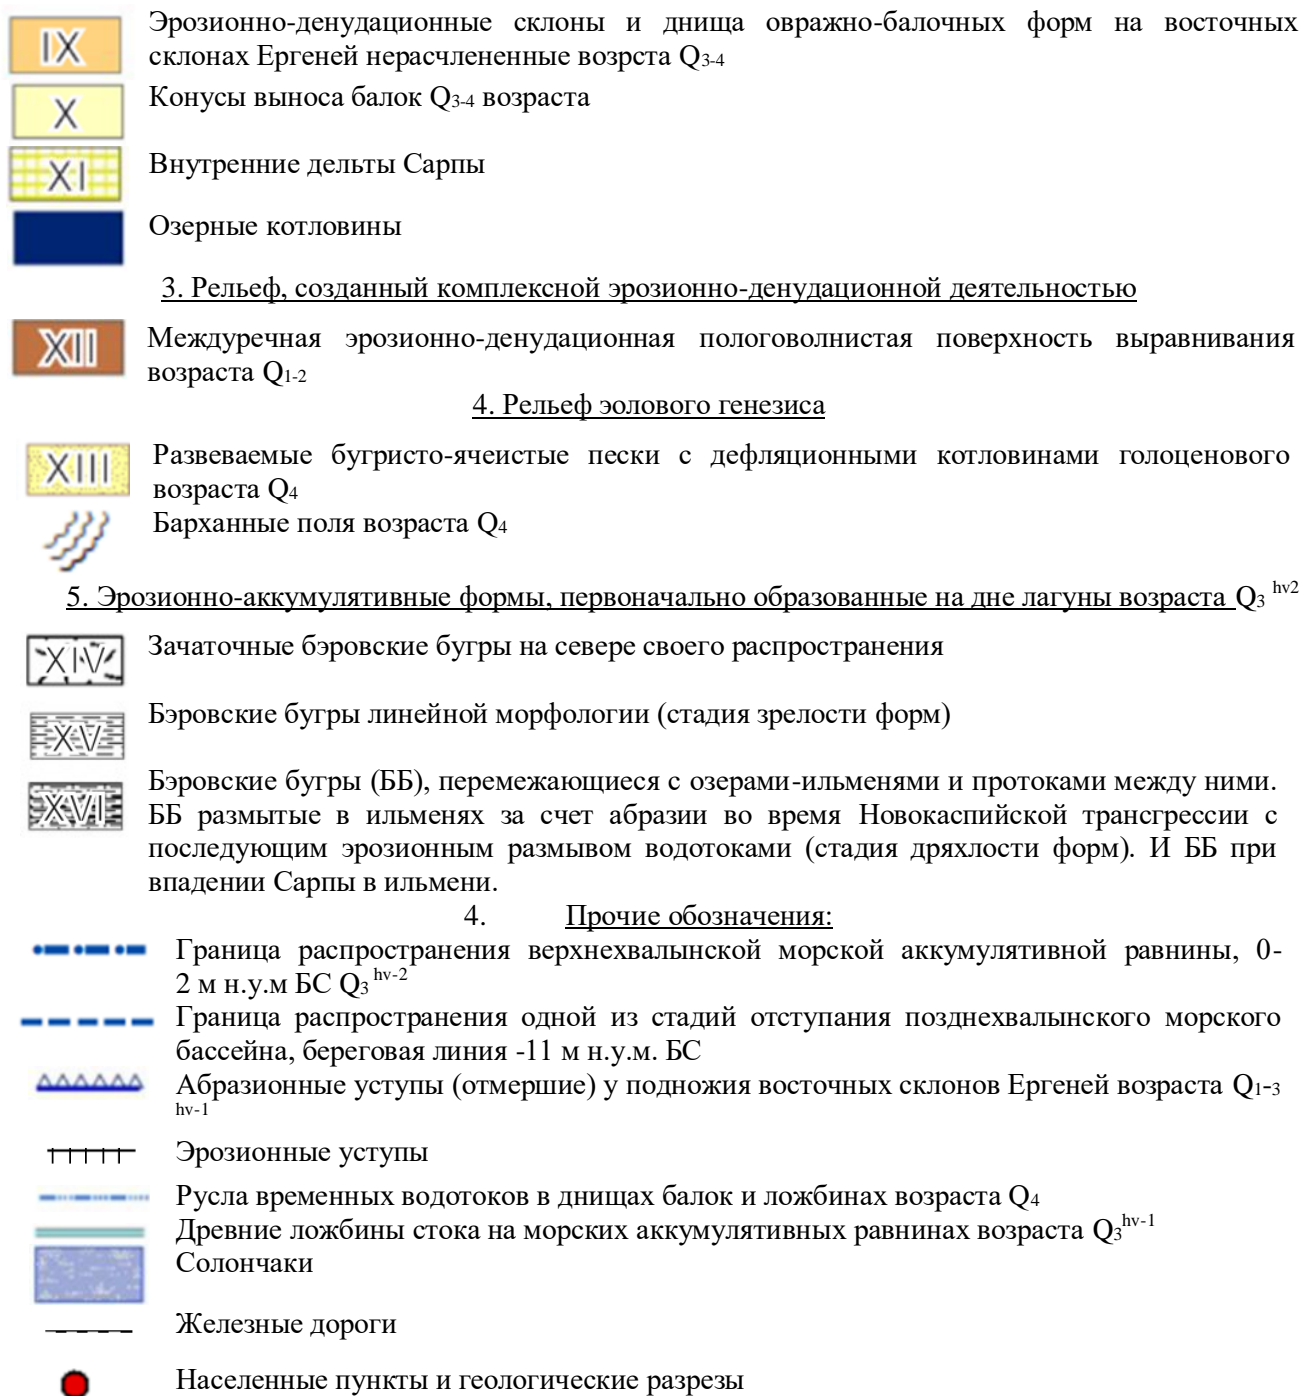 IX Эрозионно-денудационные склоны и днища овражно-балочных форм на восточных
склонах Ергеней нерасчлененные возрста Q3-4
X Конусы выноса балок Q3-4 возраста
XI Внутренние дельты Сарпы
Озерные котловины
3. Рельеф, созданный комплексной эрозионно-денудационной деятельностью
XII Междуречная эрозионно-денудационная пологоволнистая поверхность выравнивания
возраста Q1-2
4. Рельеф эолового генезиса
XIII Развеваемые бугристо-ячеистые пески с дефляционными котловинами голоценового
возраста Q4
Барханные поля возраста Q4
5. Эрозионно-аккумулятивные формы, первоначально образованные на дне лагуны возраста Q3 hv2
XIV Зачаточные бэровские бугры на севере своего распространения
XV Бэровские бугры линейной морфологии (стадия зрелости форм)
XVI Бэровские бугры (ББ), перемежающиеся с озерами-ильменями и протоками между ними.
ББ размытые в ильменях за счет абразии во время Новокаспийской трансгрессии с
последующим эрозионным размывом водотоками (стадия дряхлости форм). И ББ при
впадении Сарпы в ильмени.
4. Прочие обозначения:
Граница распространения верхнехвалынской морской аккумулятивной равнины, 0-
2 м н.у.м БС Q3 hv-2
Граница распространения одной из стадий отступания позднехвалынского морского
бассейна, береговая линия -11 м н.у.м. БС
Абразионные уступы (отмершие) у подножия восточных склонов Ергеней возраста Q1-3
hv-1
Эрозионные уступы
Русла временных водотоков в днищах балок и ложбинах возраста Q4
Древние ложбины стока на морских аккумулятивных равнинах возраста Q3hv-1
Солончаки
Железные дороги
Населенные пункты и геологические разрезы